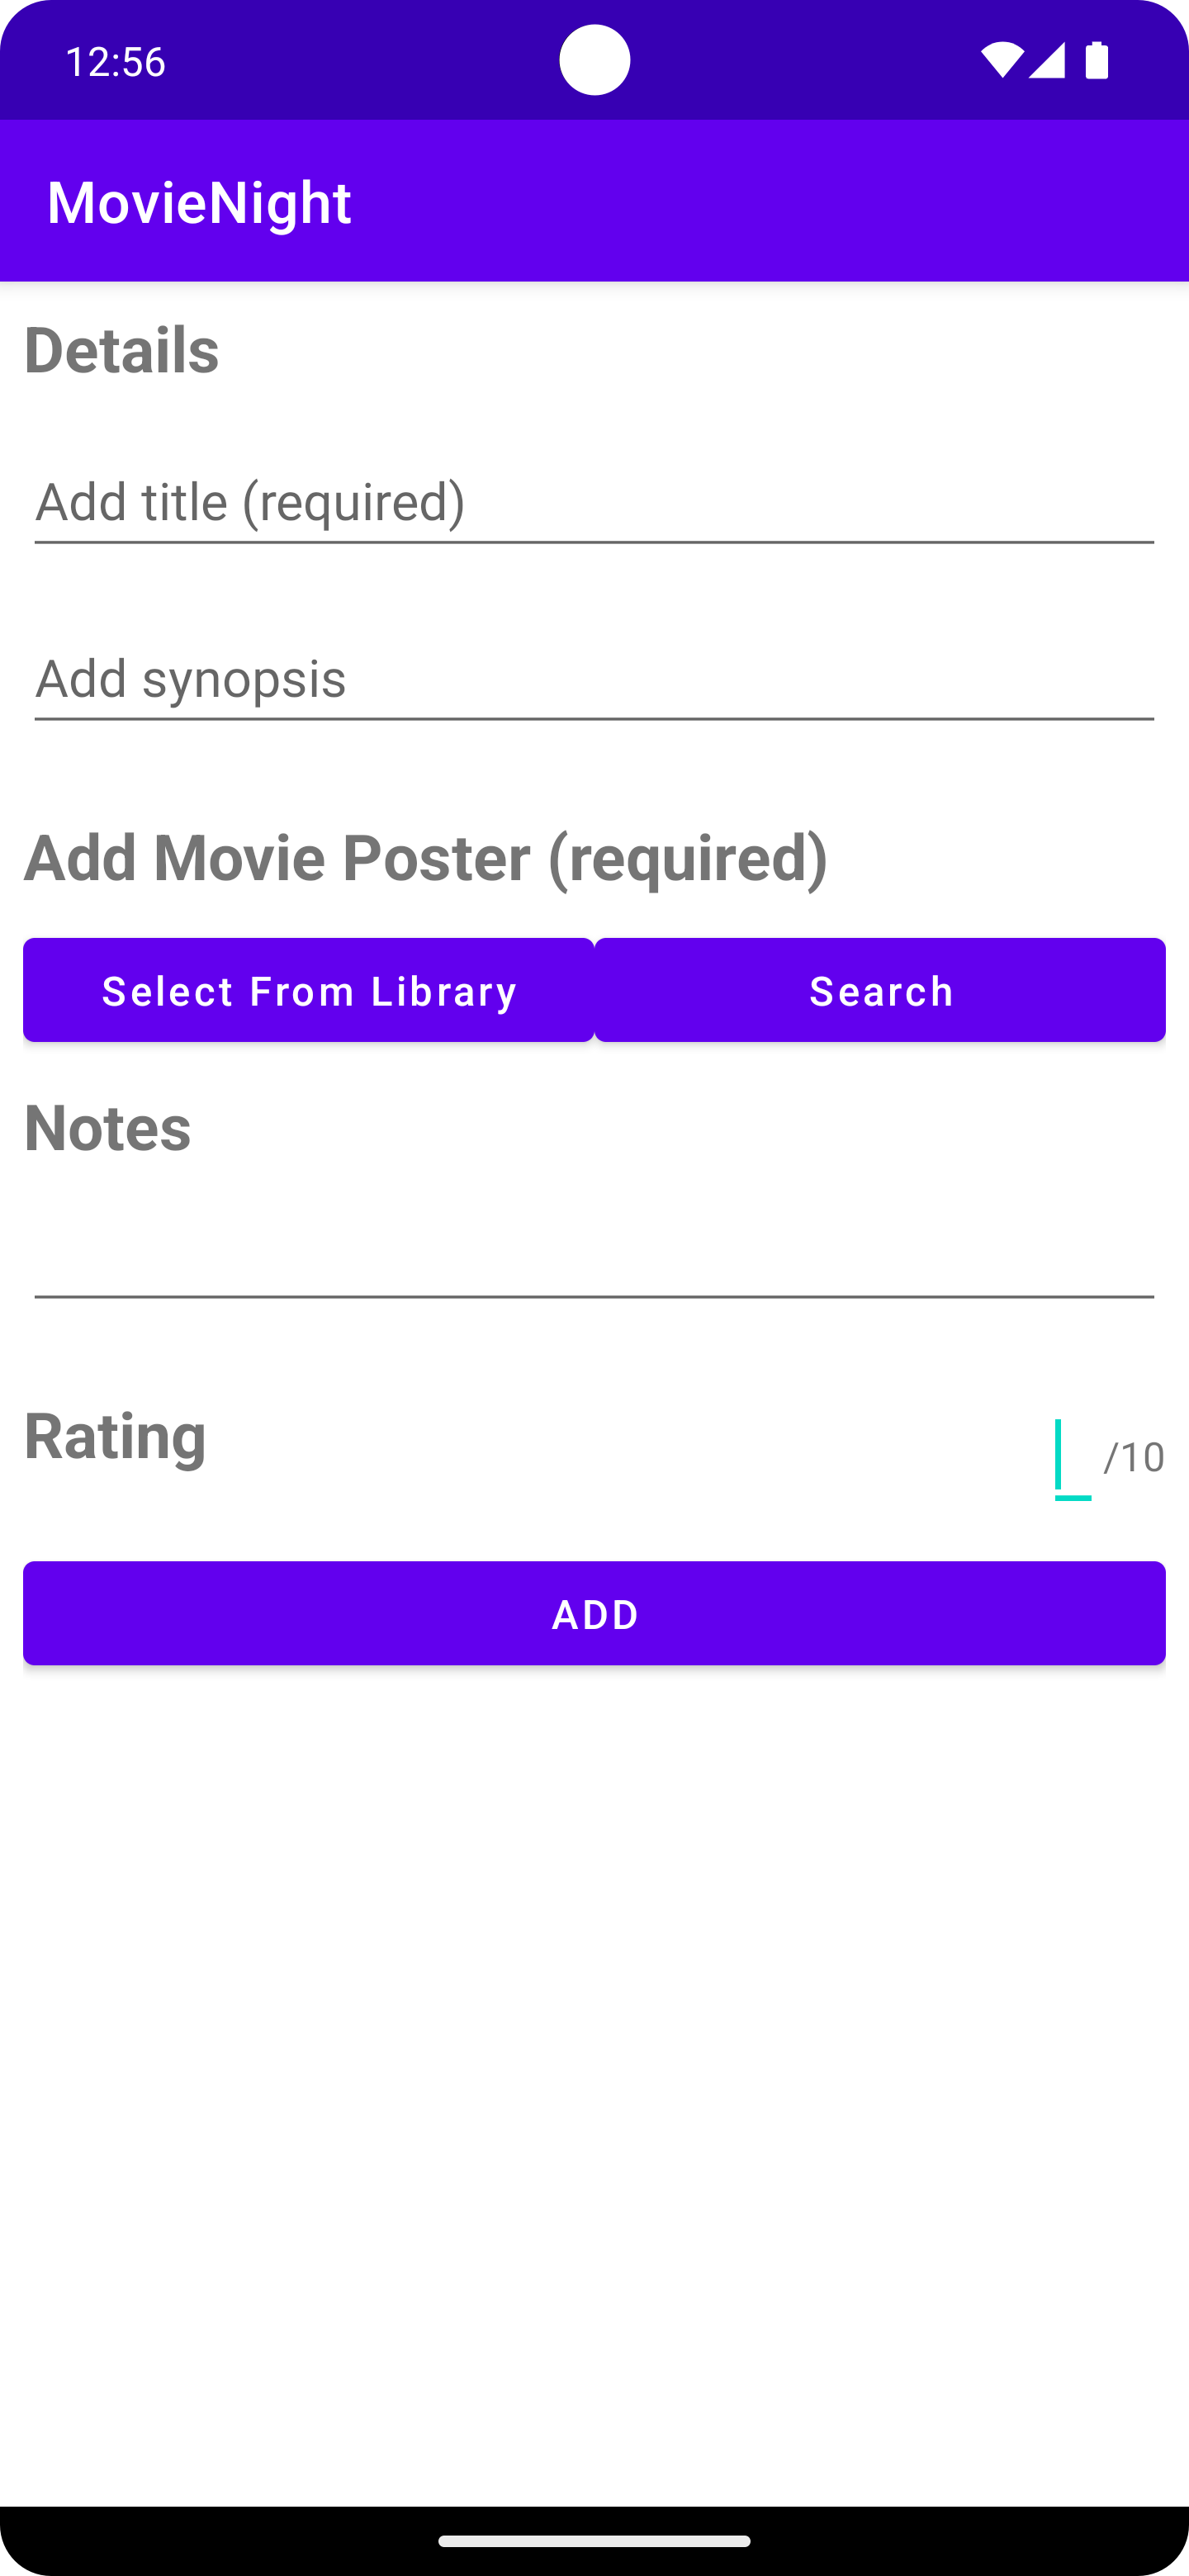 12:56
MovieNight
Details
Add title (required)
Add synopsis
Add Movie Poster (required)
Select From Library Search
Notes
Rating /10
ADD